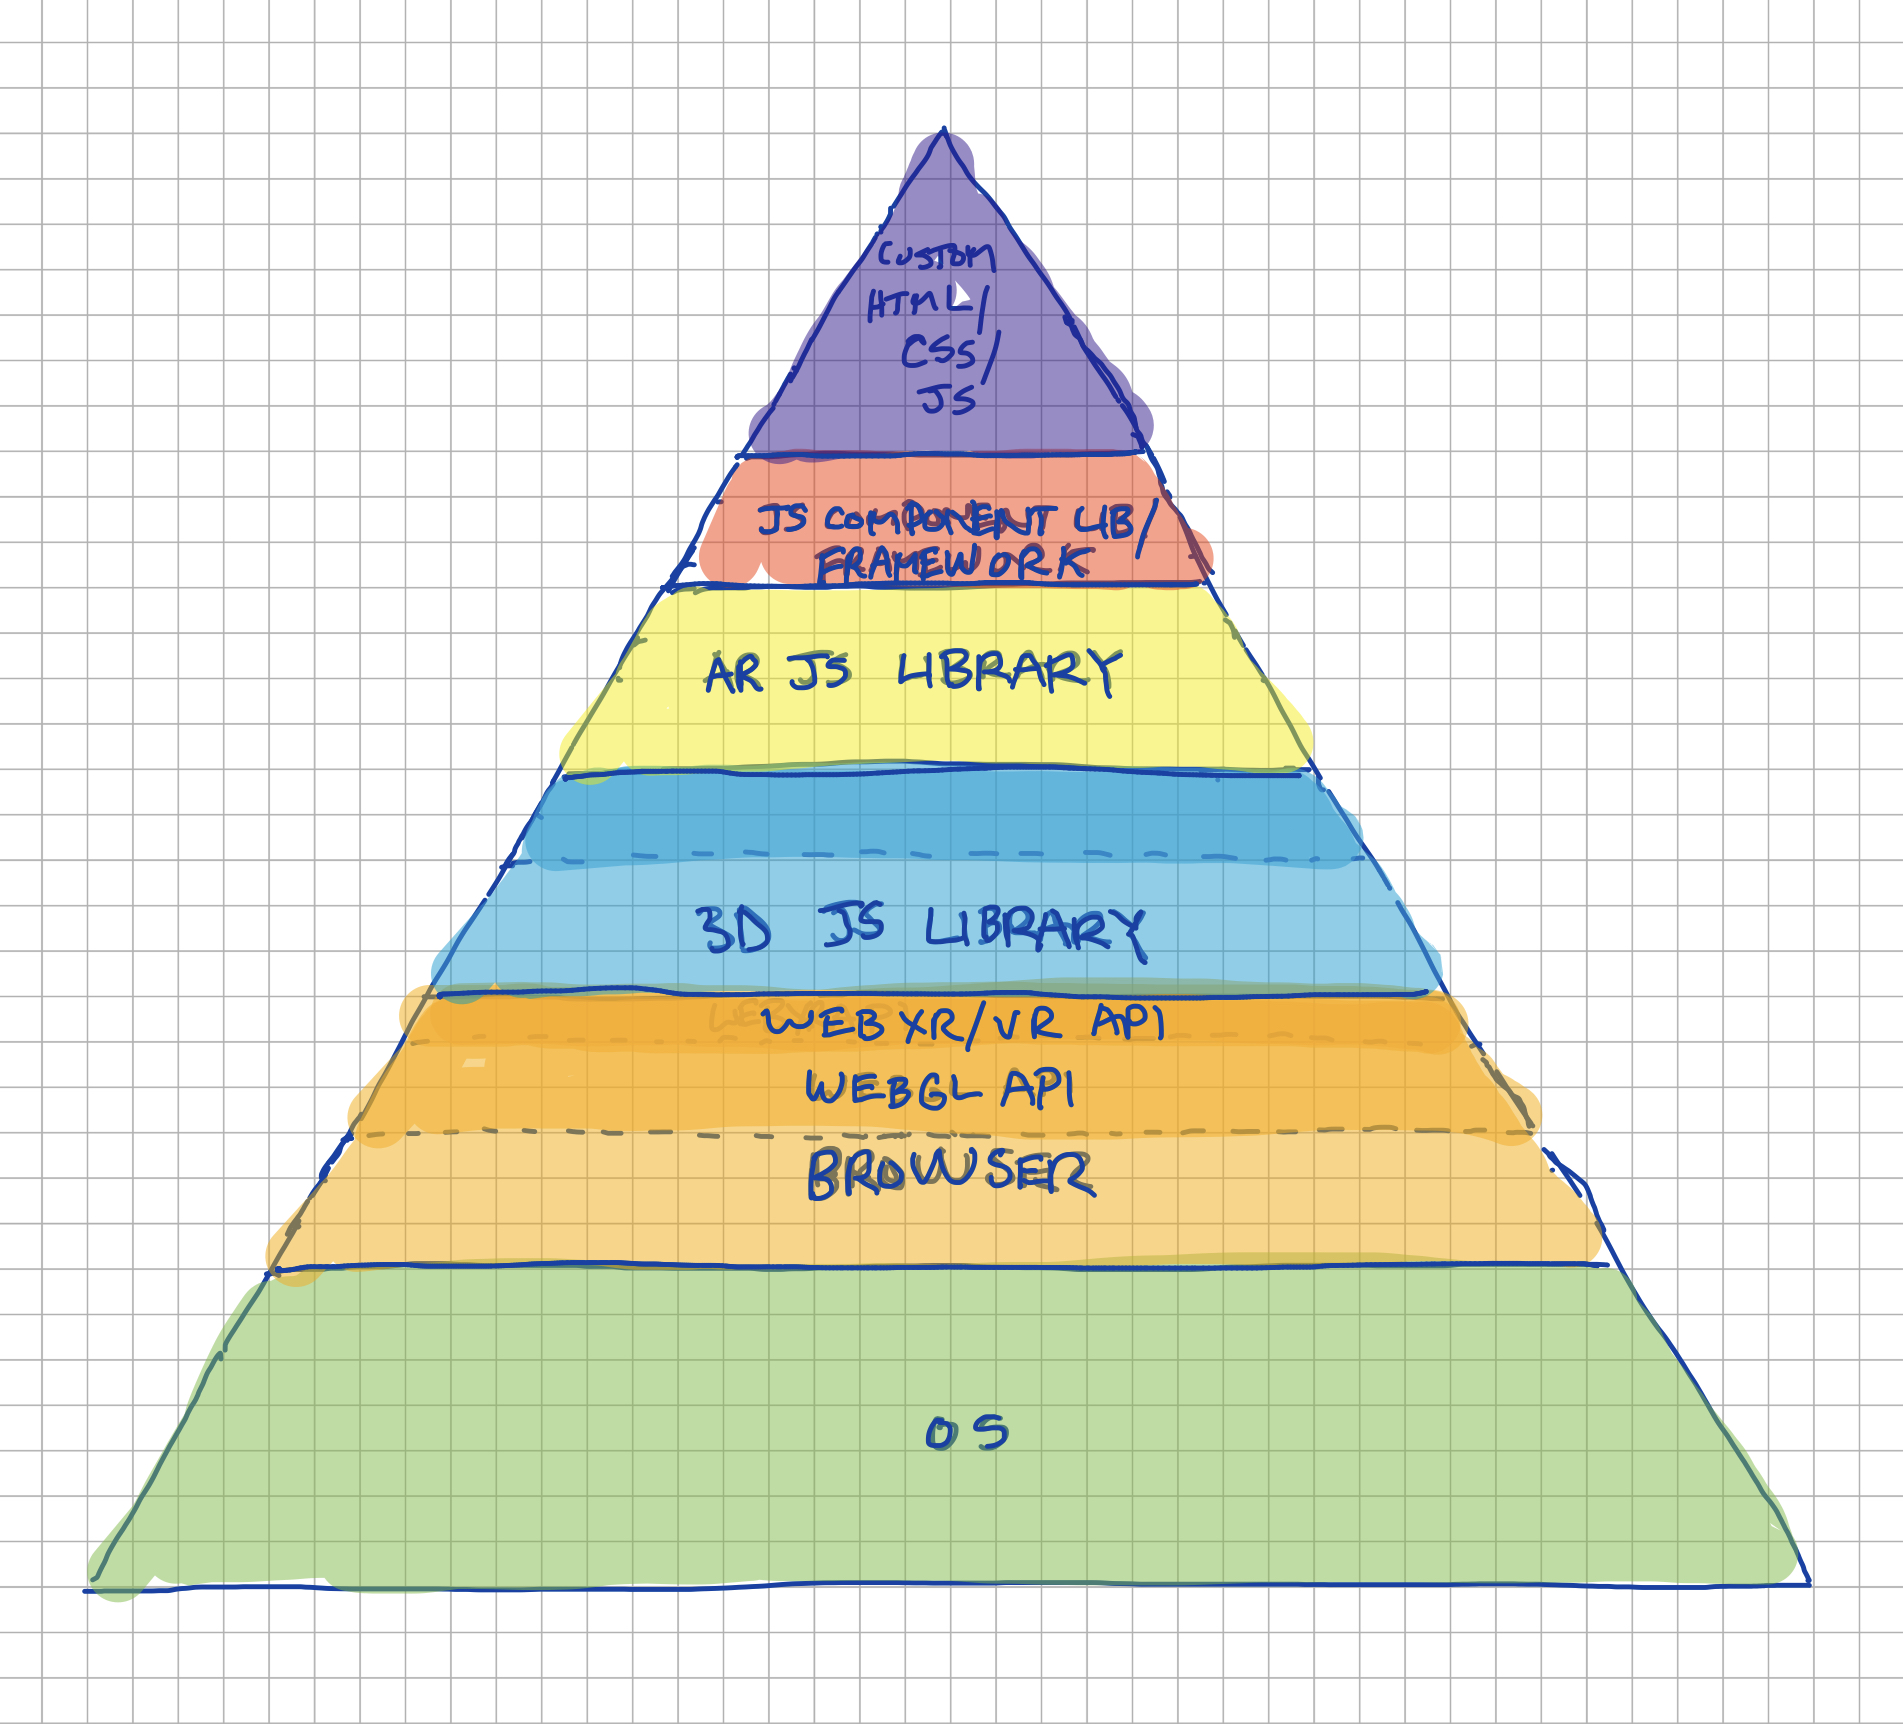 CUSTOM
HTML/
CSS/
JS
JS COMPONENT LIB/
FRAMEWORK
AR JS LIBRARY
3D JS LIBRARY
WEB XR/VR API
WEBGL API
BROWSER
OS